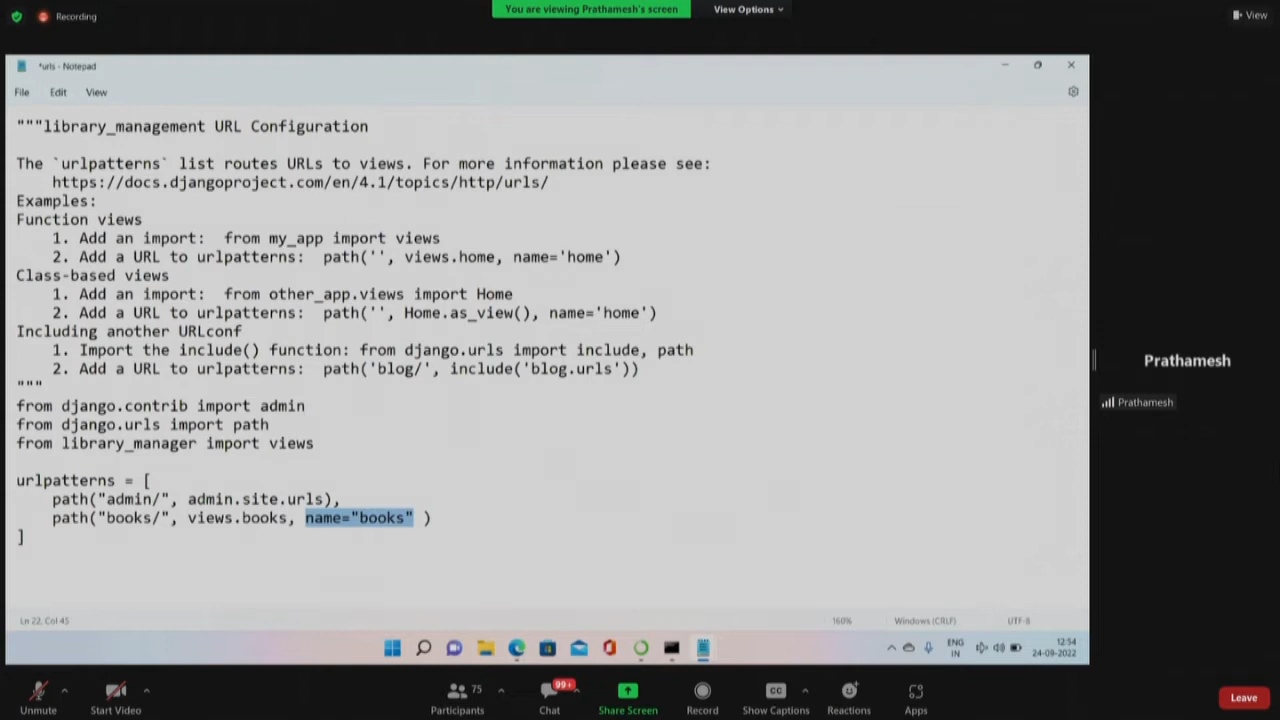 Recording
You are viewing Prathamesh's screen
View Options
View
*urls - Notepad
File Edit View
"""library_management URL Configuration
The `urlpatterns` list routes URLs to views. For more information please see:
https://docs.djangoproject.com/en/4.1/topics/http/urls/
Examples:
Function views
1. Add an import:  from my_app import views
2. Add a URL to urlpatterns:  path('', views.home, name='home')
Class-based views
1. Add an import:  from other_app.views import Home
2. Add a URL to urlpatterns:  path('', Home.as_view(), name='home')
Including another URLconf
1. Import the include() function: from django.urls import include, path
2. Add a URL to urlpatterns:  path('blog/', include('blog.urls'))
"""
from django.contrib import admin
from django.urls import path
from library_manager import views
urlpatterns = [
path("admin/", admin.site.urls),
path("books/", views.books, name="books" )
]
Prathamesh
Prathamesh
Ln 22, Col 45 160% Windows (CRLF) UTF-8
ENG
IN
12:54
24-09-2022
Unmute
Start Video
75
Participants
99+
Chat
Share Screen
Record
CC
Show Captions
Reactions
Apps
Leave